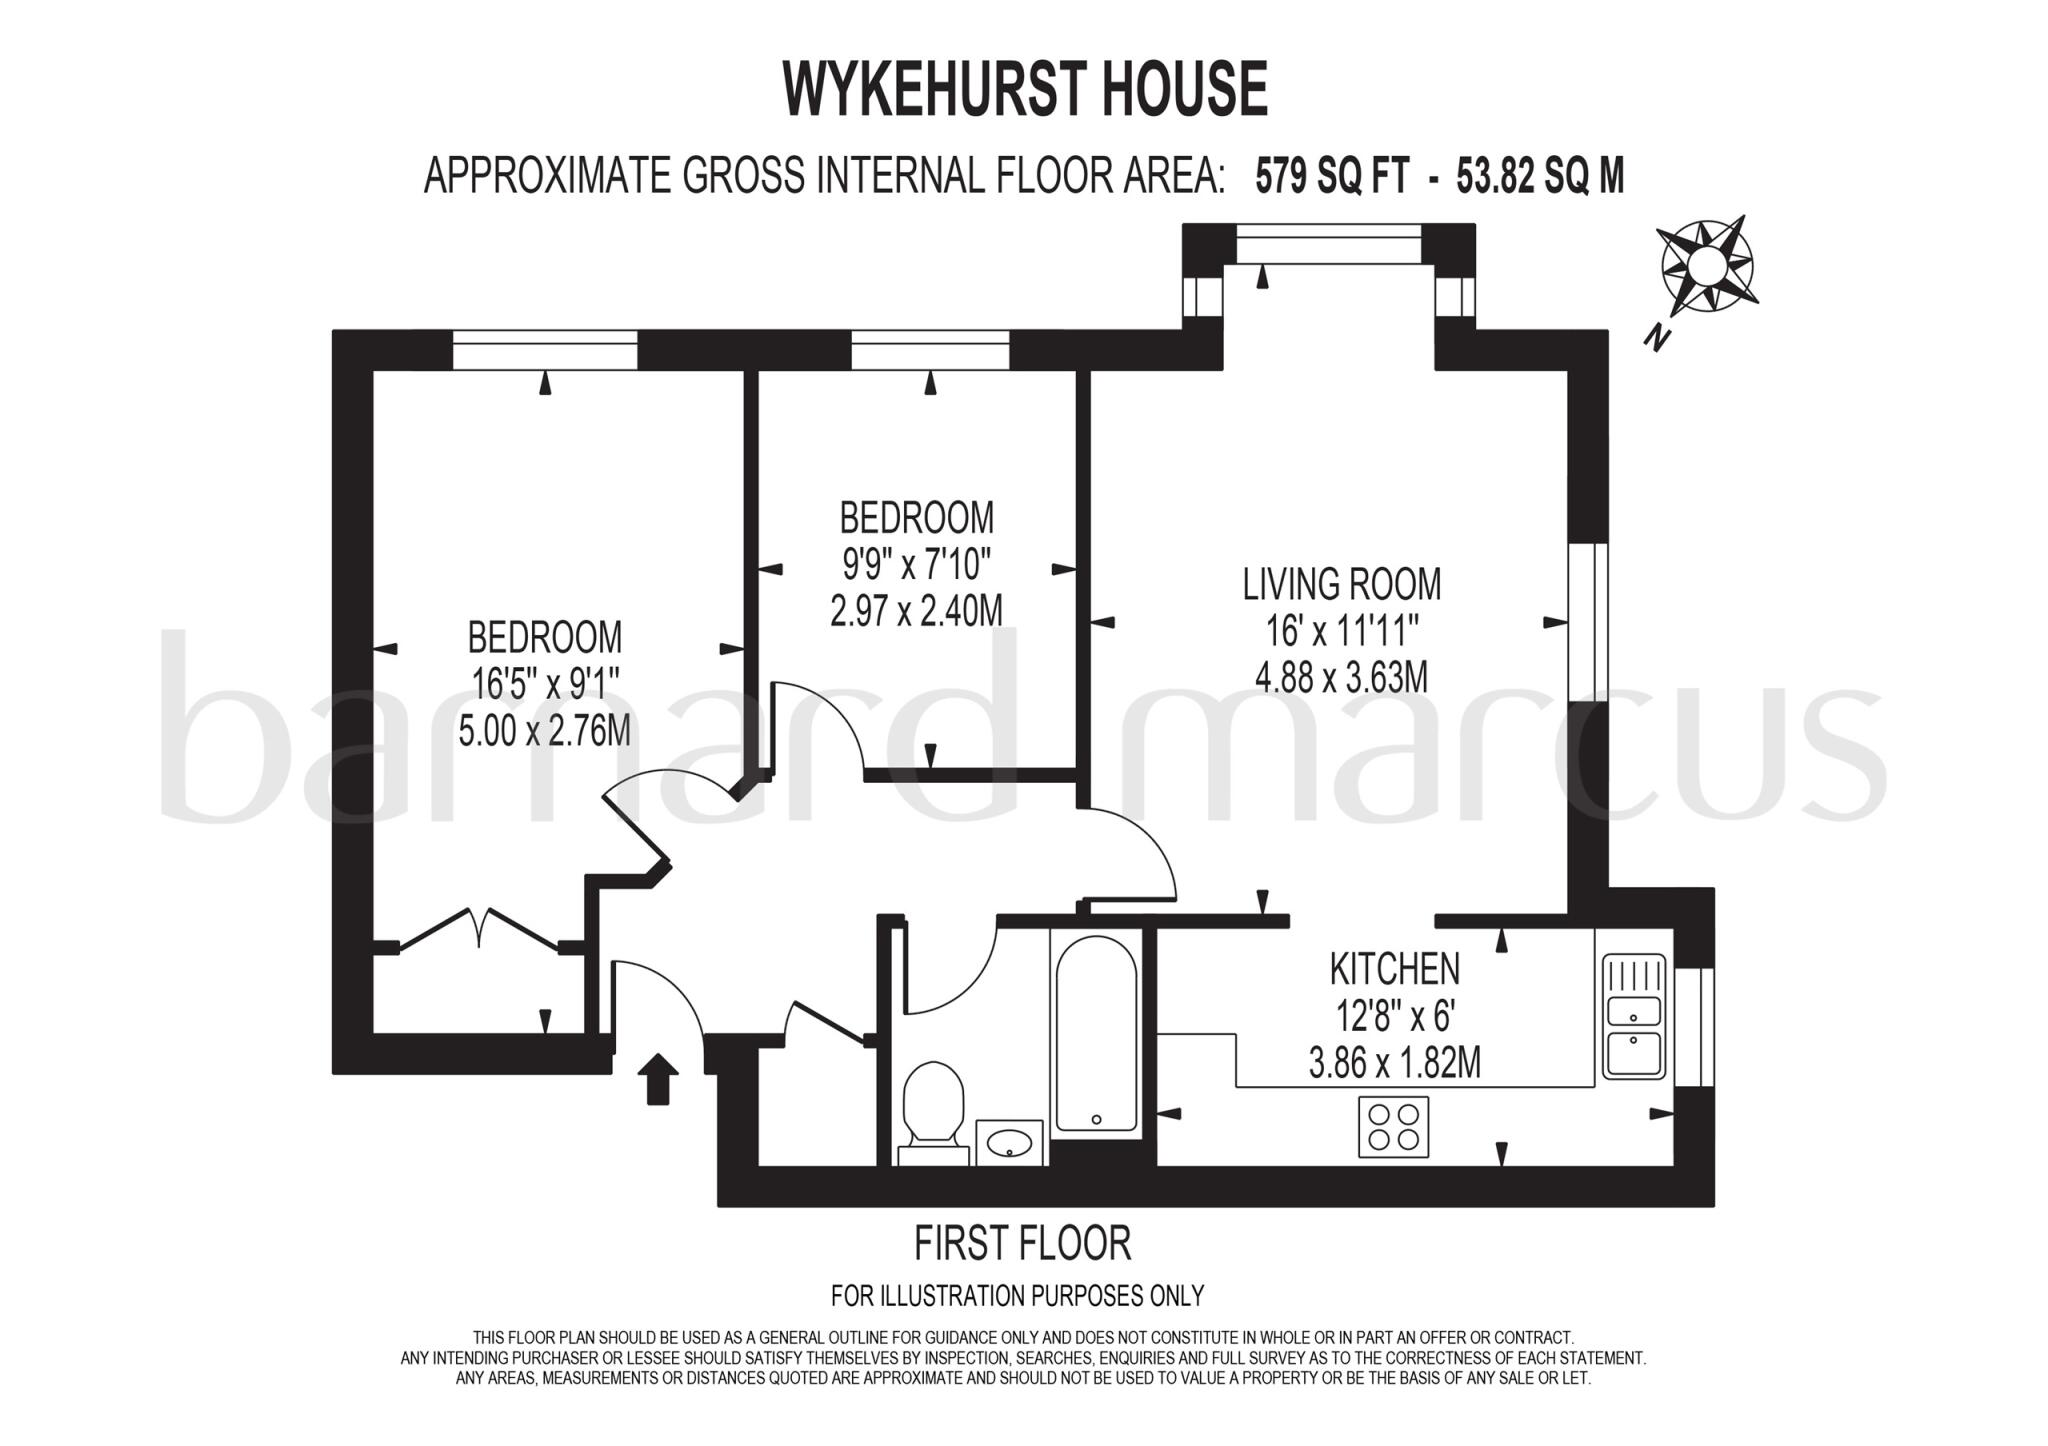 WYKEHURST HOUSE
APPROXIMATE GROSS INTERNAL FLOOR AREA: 579 SQ FT - 53.82 SQ M
N
BEDROOM
9'9" x 7'10"
2.97 x 2.40M
LIVING ROOM
16' x 11'11"
4.88 x 3.63M
BEDROOM
16'5" x 9'1"
5.00 x 2.76M
barnard marcus
KITCHEN
12'8" x 6'
3.86 x 1.82M
FIRST FLOOR
FOR ILLUSTRATION PURPOSES ONLY
THIS FLOOR PLAN SHOULD BE USED AS A GENERAL OUTLINE FOR GUIDANCE ONLY AND DOES NOT CONSTITUTE IN WHOLE OR IN PART AN OFFER OR CONTRACT.
ANY INTENDING PURCHASER OR LESSEE SHOULD SATISFY THEMSELVES BY INSPECTION, SEARCHES, ENQUIRIES AND FULL SURVEY AS TO THE CORRECTNESS OF EACH STATEMENT.
ANY AREAS, MEASUREMENTS OR DISTANCES QUOTED ARE APPROXIMATE AND SHOULD NOT BE USED TO VALUE A PROPERTY OR BE THE BASIS OF ANY SALE OR LET.